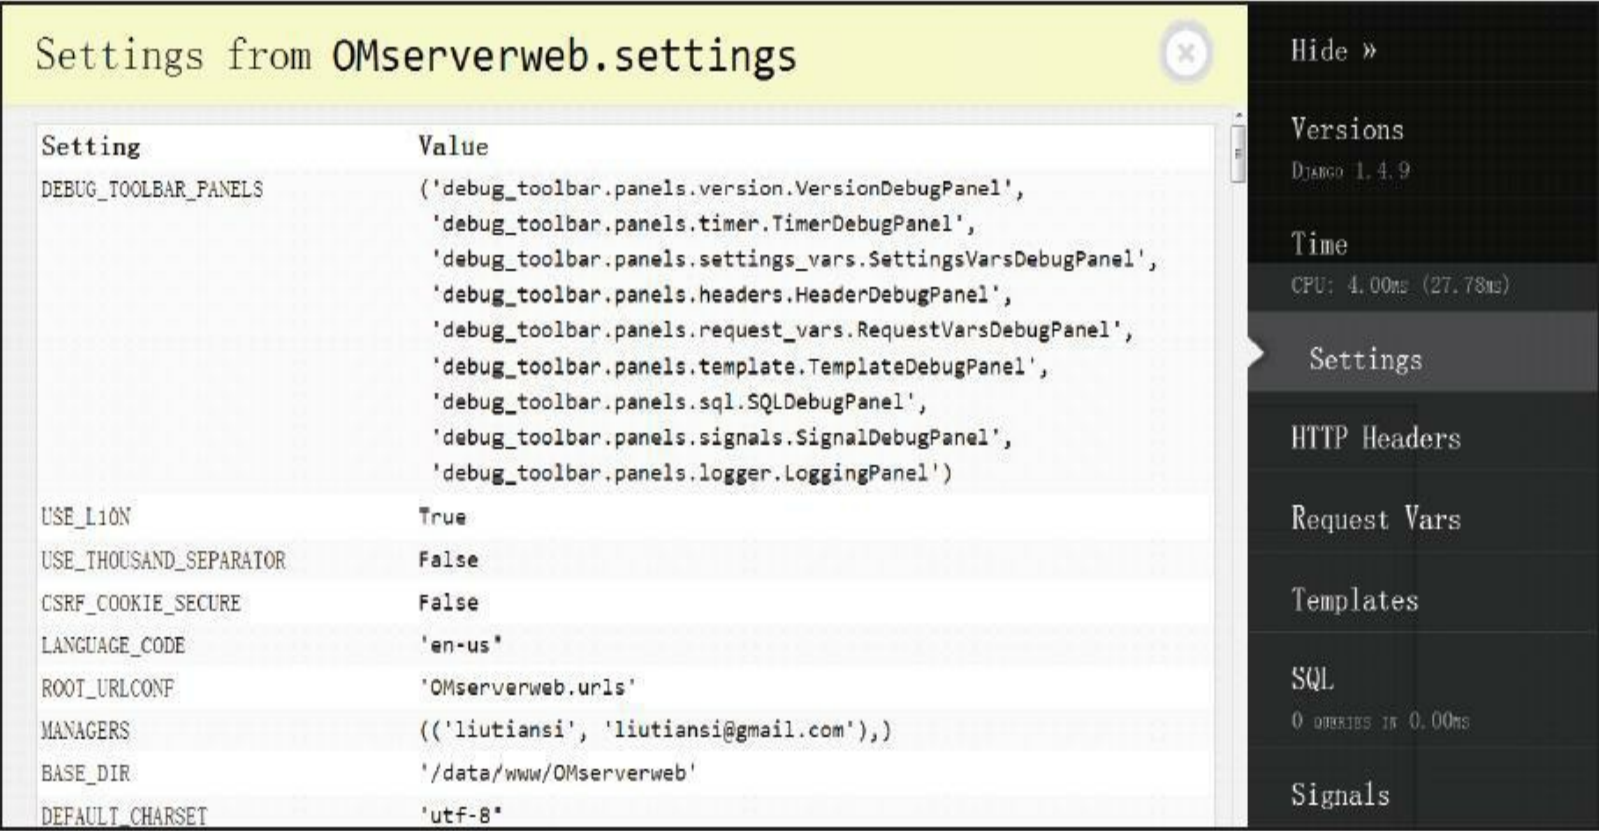 Settings from OMserverweb.settings
Setting Value
DEBUG_TOOLBAR_PANELS ('debug_toolbar.panels.version.VersionDebugPanel',
'debug_toolbar.panels.timer.TimerDebugPanel',
'debug_toolbar.panels.settings_vars.SettingsVarsDebugPanel',
'debug_toolbar.panels.headers.HeaderDebugPanel',
'debug_toolbar.panels.request_vars.RequestVarsDebugPanel',
'debug_toolbar.panels.template.TemplateDebugPanel',
'debug_toolbar.panels.sql.SQLDebugPanel',
'debug_toolbar.panels.signals.SignalDebugPanel',
'debug_toolbar.panels.logger.LoggingPanel')
USE_L10N True
USE_THOUSAND_SEPARATOR False
CSRF_COOKIE_SECURE False
LANGUAGE_CODE 'en-us'
ROOT_URLCONF 'OMserverweb.urls'
MANAGERS (('liutiansi', 'liutiansi@gmail.com'),)
BASE_DIR '/data/www/OMserverweb'
DEFAULT_CHARSET 'utf-8'
Hide »
Versions
Django 1.4.9
Time
CPU: 4.00ms (27.78ms)
Settings
HTTP Headers
Request Vars
Templates
SQL
0 queries in 0.00ms
Signals